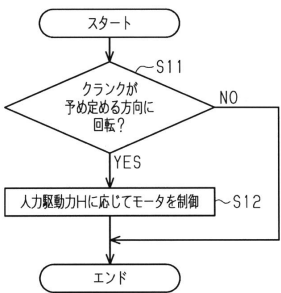 スタート
S11
クランクが
予め定める方向に
回転?
NO
YES
人力駆動力Hに応じてモータを制御
S12
エンド